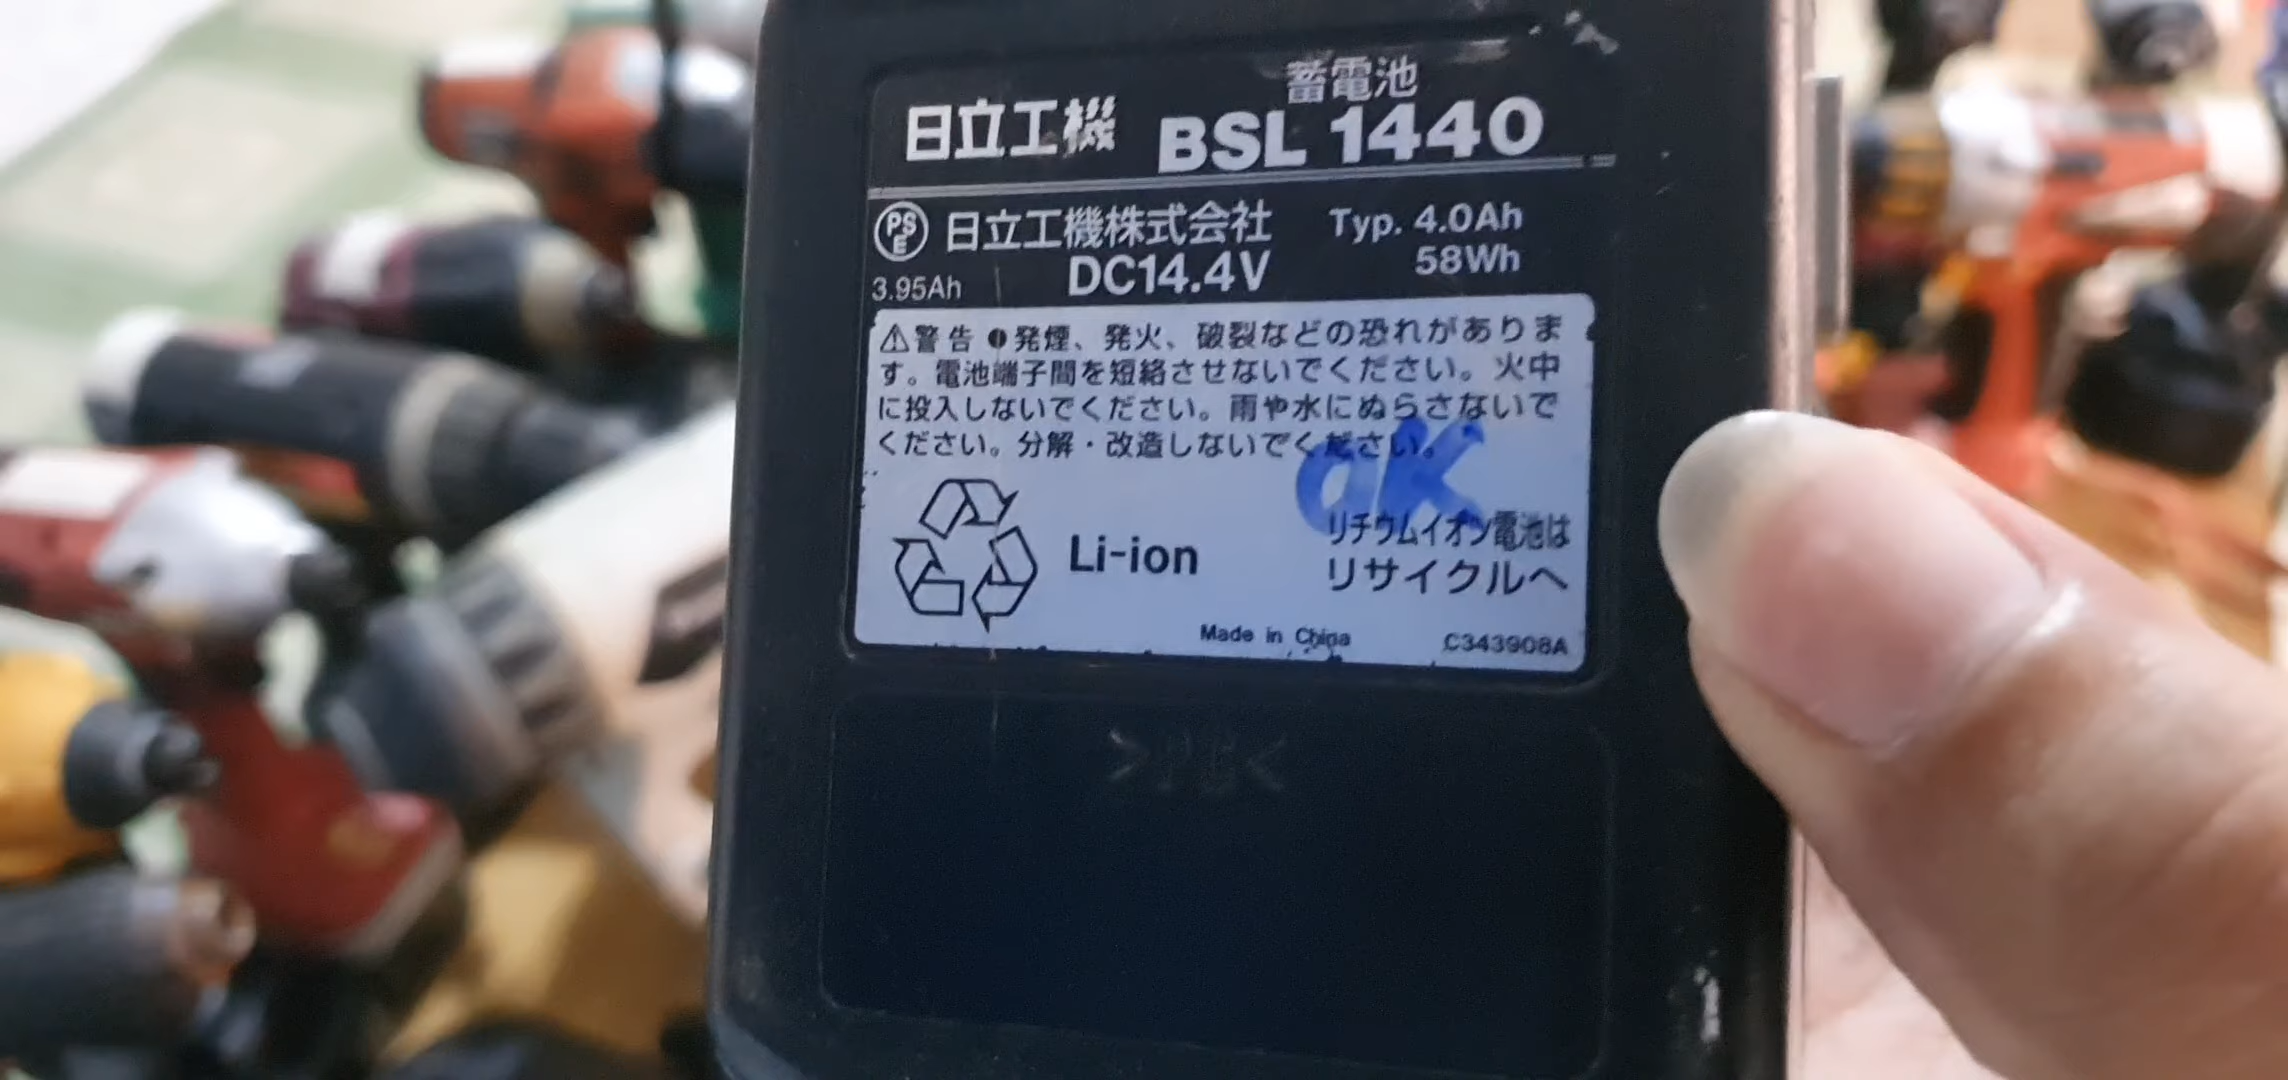 蓄電池
日立工機 BSL 1440
PSE 日立工機株式会社 Typ. 4.0Ah
3.95Ah DC14.4V 58Wh
⚠警告 ❶発煙、発火、破裂などの恐れがありま
す。電池端子間を短絡させないでください。火中
に投入しないでください。雨や水にぬらさないで
ください。分解・改造しないでください。
OK
Li-ion
リチウムイオン電池は
リサイクルへ
Made in China C343908A